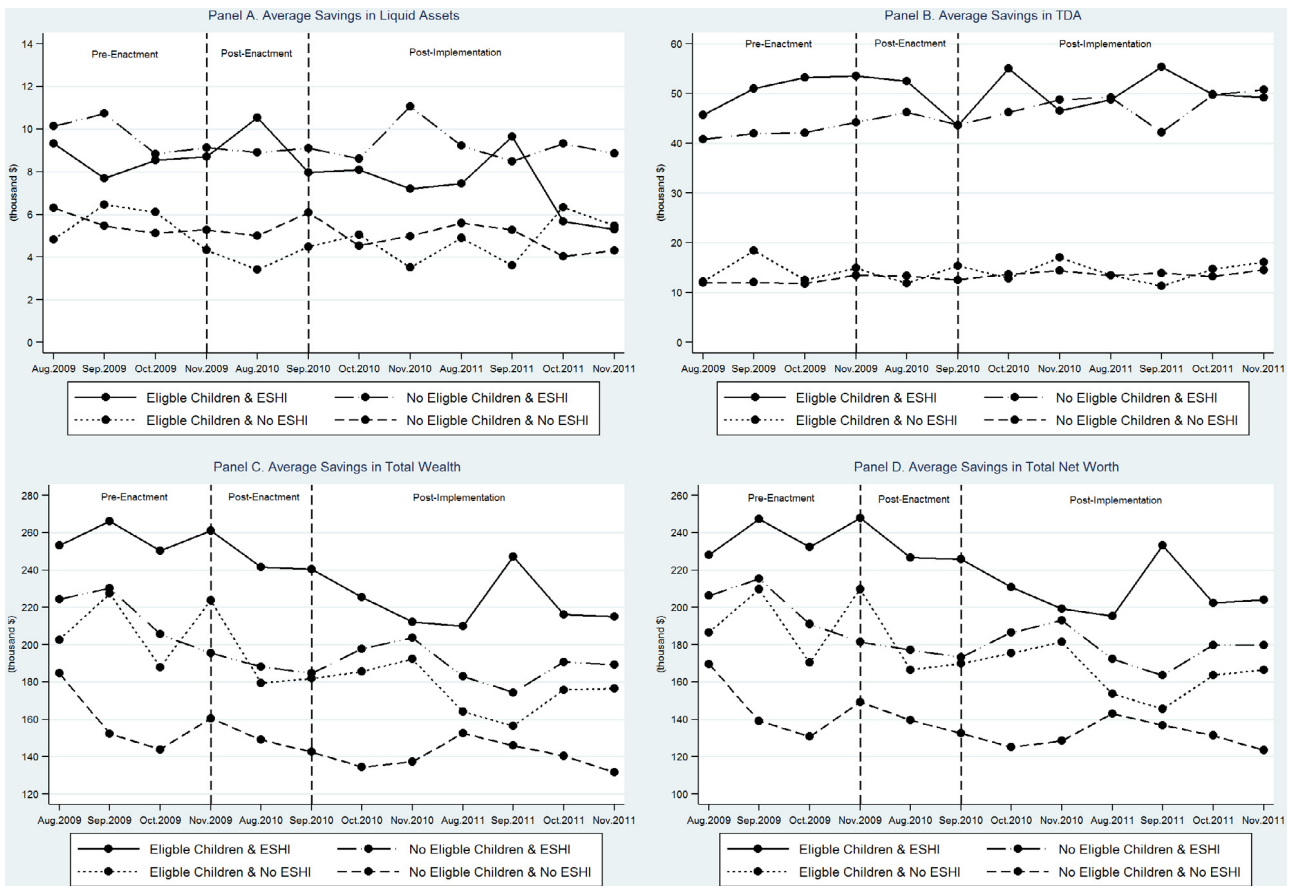 Panel A. Average Savings in Liquid Assets
14
12
10
8
6
4
2
0
(thousand $)
Pre-Enactment
Post-Enactment
Post-Implementation
Aug.2009 Sep.2009 Oct.2009 Nov.2009 Aug.2010 Sep.2010 Oct.2010 Nov.2010 Aug.2011 Sep.2011 Oct.2011 Nov.2011
Eligble Children & ESHI No Eligble Children & ESHI
Eligble Children & No ESHI No Eligble Children & No ESHI
Panel B. Average Savings in TDA
60
50
40
30
20
10
0
(thousand $)
Pre-Enactment
Post-Enactment
Post-Implementation
Aug.2009 Sep.2009 Oct.2009 Nov.2009 Aug.2010 Sep.2010 Oct.2010 Nov.2010 Aug.2011 Sep.2011 Oct.2011 Nov.2011
Eligble Children & ESHI No Eligble Children & ESHI
Eligble Children & No ESHI No Eligble Children & No ESHI
Panel C. Average Savings in Total Wealth
280
260
240
220
200
180
160
140
120
(thousand $)
Pre-Enactment
Post-Enactment
Post-Implementation
Aug.2009 Sep.2009 Oct.2009 Nov.2009 Aug.2010 Sep.2010 Oct.2010 Nov.2010 Aug.2011 Sep.2011 Oct.2011 Nov.2011
Eligble Children & ESHI No Eligble Children & ESHI
Eligble Children & No ESHI No Eligble Children & No ESHI
Panel D. Average Savings in Total Net Worth
260
240
220
200
180
160
140
120
100
(thousand $)
Pre-Enactment
Post-Enactment
Post-Implementation
Aug.2009 Sep.2009 Oct.2009 Nov.2009 Aug.2010 Sep.2010 Oct.2010 Nov.2010 Aug.2011 Sep.2011 Oct.2011 Nov.2011
Eligble Children & ESHI No Eligble Children & ESHI
Eligble Children & No ESHI No Eligble Children & No ESHI